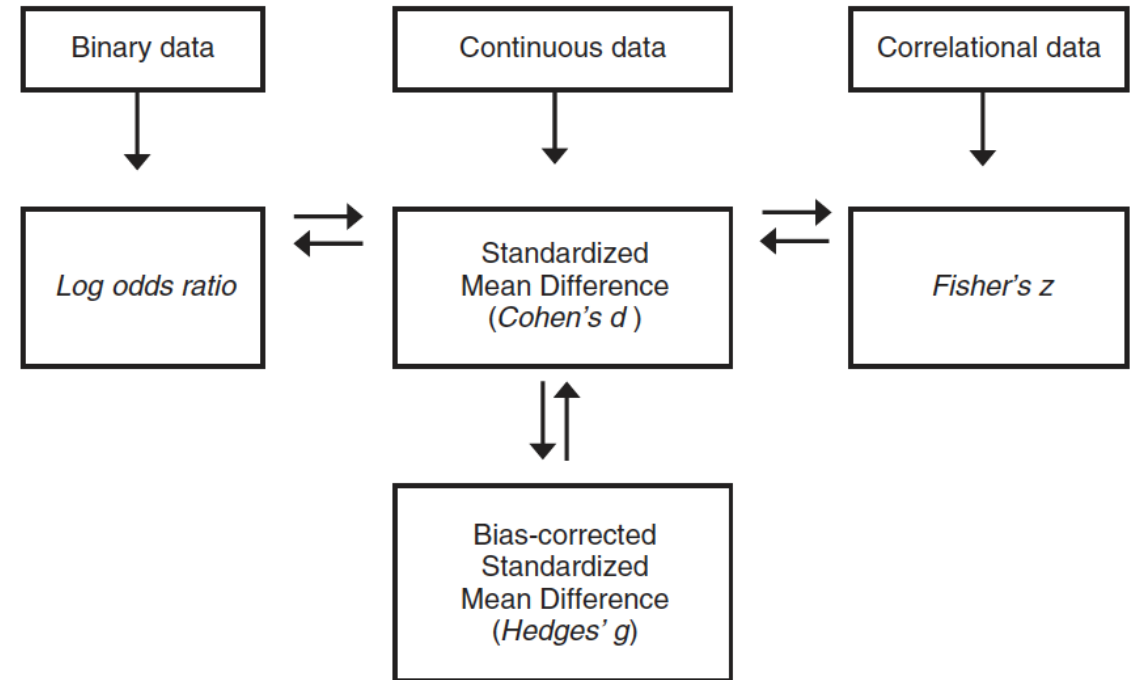 Binary data
Continuous data
Correlational data
Log odds ratio
Standardized
Mean Difference
(Cohen’s d )
Fisher’s z
Bias-corrected
Standardized
Mean Difference
(Hedges’ g)